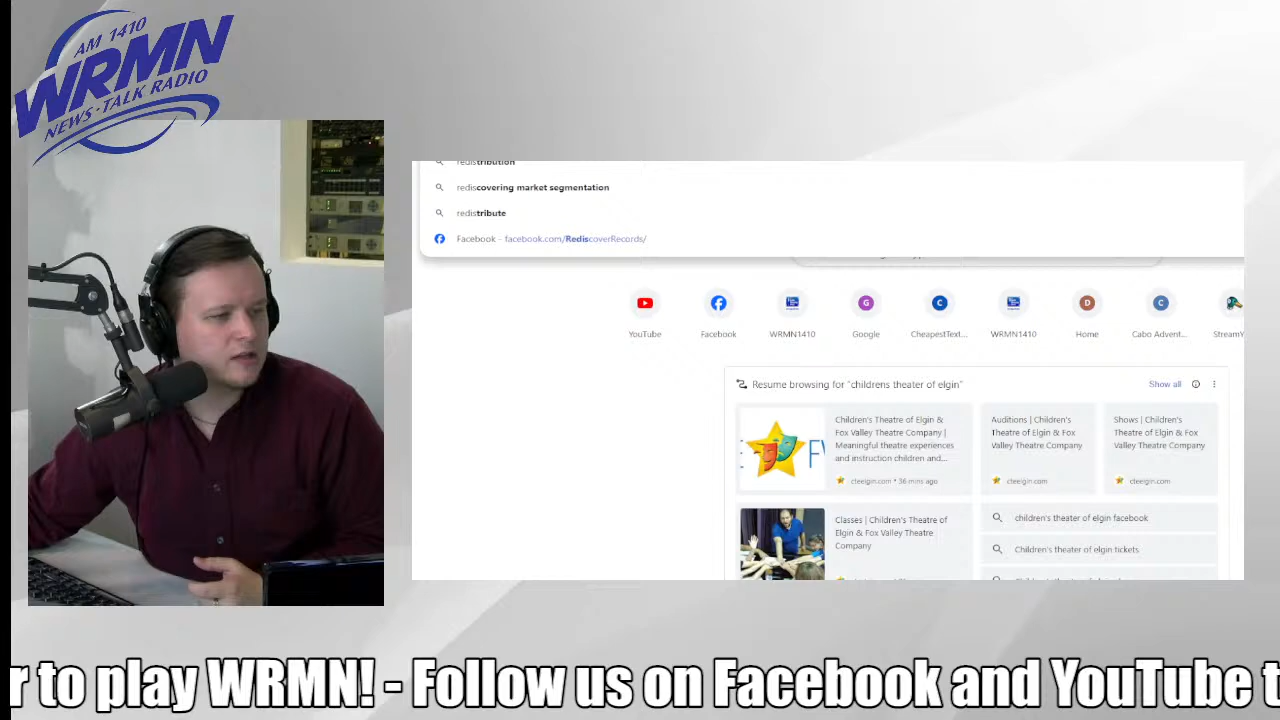 AM 1410
WRMN
NEWS·TALK RADIO
redistribution
rediscovering market segmentation
redistribute
Facebook - facebook.com/RediscoverRecords/
YouTube
Facebook
WRMN1410
Google
CheapestText...
WRMN1410
Home
Cabo Advent...
StreamY
Resume browsing for "childrens theater of elgin"
Show all
Children's Theatre of Elgin &
Fox Valley Theatre Company |
Meaningful theatre experiences
and instruction children and...
cteelgin.com • 36 mins ago
Auditions | Children's
Theatre of Elgin & Fox
Valley Theatre Company
cteelgin.com
Shows | Children's
Theatre of Elgin & Fox
Valley Theatre Company
cteelgin.com
Classes | Children's Theatre of
Elgin & Fox Valley Theatre
Company
children's theater of elgin facebook
Children's theater of elgin tickets
r to play WRMN! - Follow us on Facebook and YouTube t